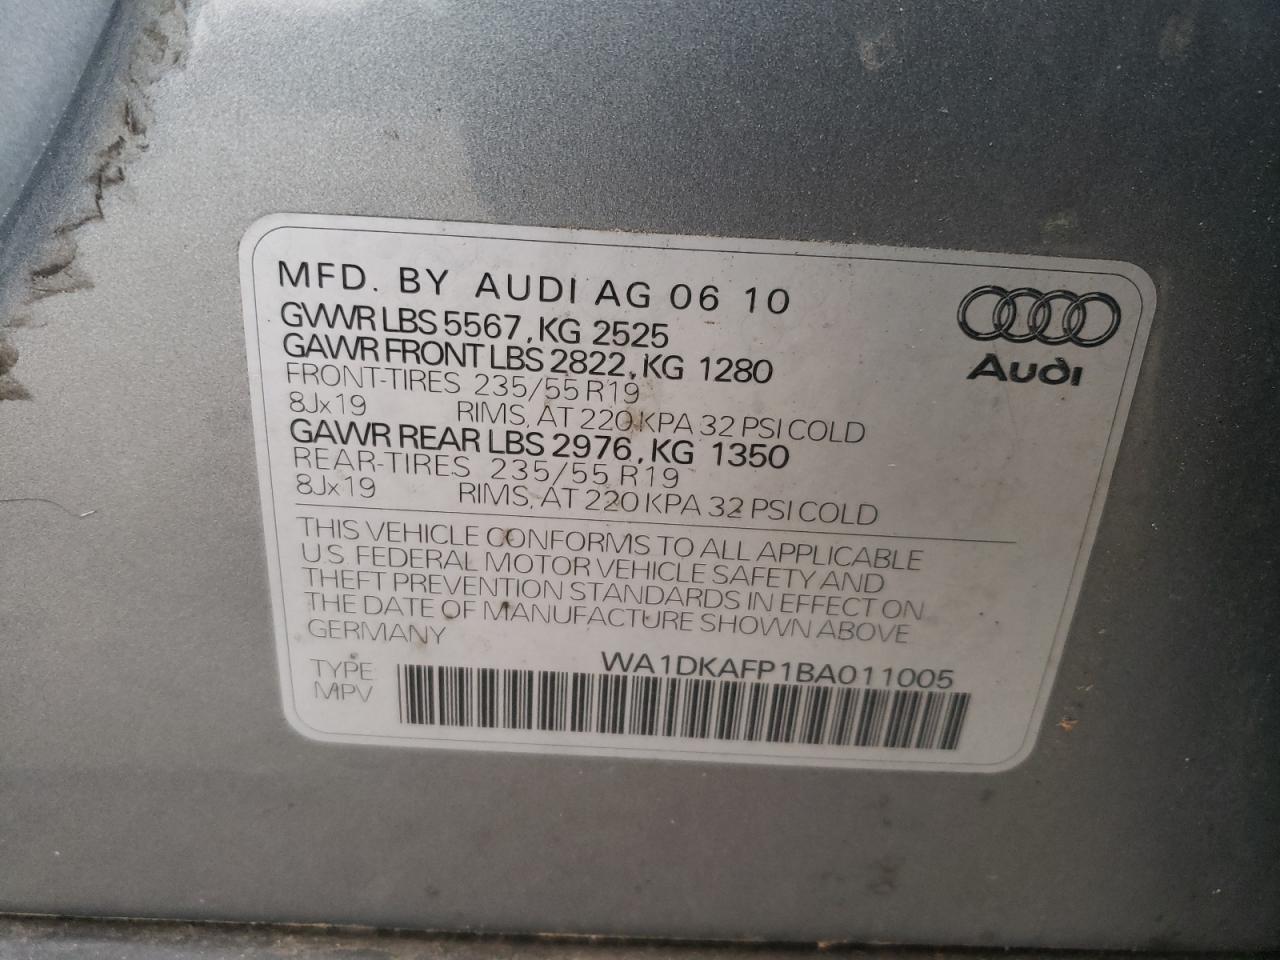 MFD. BY AUDI AG 06 10
GVWR LBS 5567, KG 2525
GAWR FRONT LBS 2822, KG 1280
FRONT-TIRES 235/55 R19
8Jx19 RIMS, AT 220 KPA 32 PSI COLD
GAWR REAR LBS 2976, KG 1350
REAR-TIRES 235/55 R19
8Jx19 RIMS, AT 220 KPA 32 PSI COLD
Audi
THIS VEHICLE CONFORMS TO ALL APPLICABLE
U.S. FEDERAL MOTOR VEHICLE SAFETY AND
THEFT PREVENTION STANDARDS IN EFFECT ON
THE DATE OF MANUFACTURE SHOWN ABOVE
GERMANY
WA1DKAFP1BA011005
TYPE
MPV